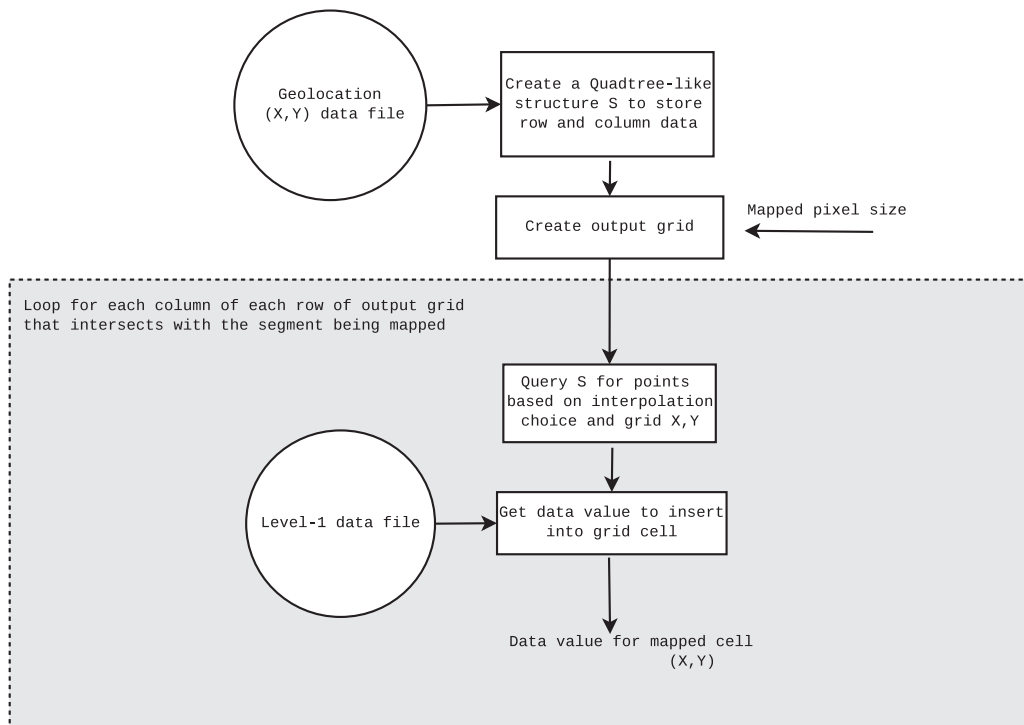 Geolocation
(X,Y) data file
Create a Quadtree-like
structure S to store
row and column data
Mapped pixel size
Create output grid
Loop for each column of each row of output grid
that intersects with the segment being mapped
Query S for points
based on interpolation
choice and grid X,Y
Level-1 data file
Get data value to insert
into grid cell
Data value for mapped cell
(X,Y)